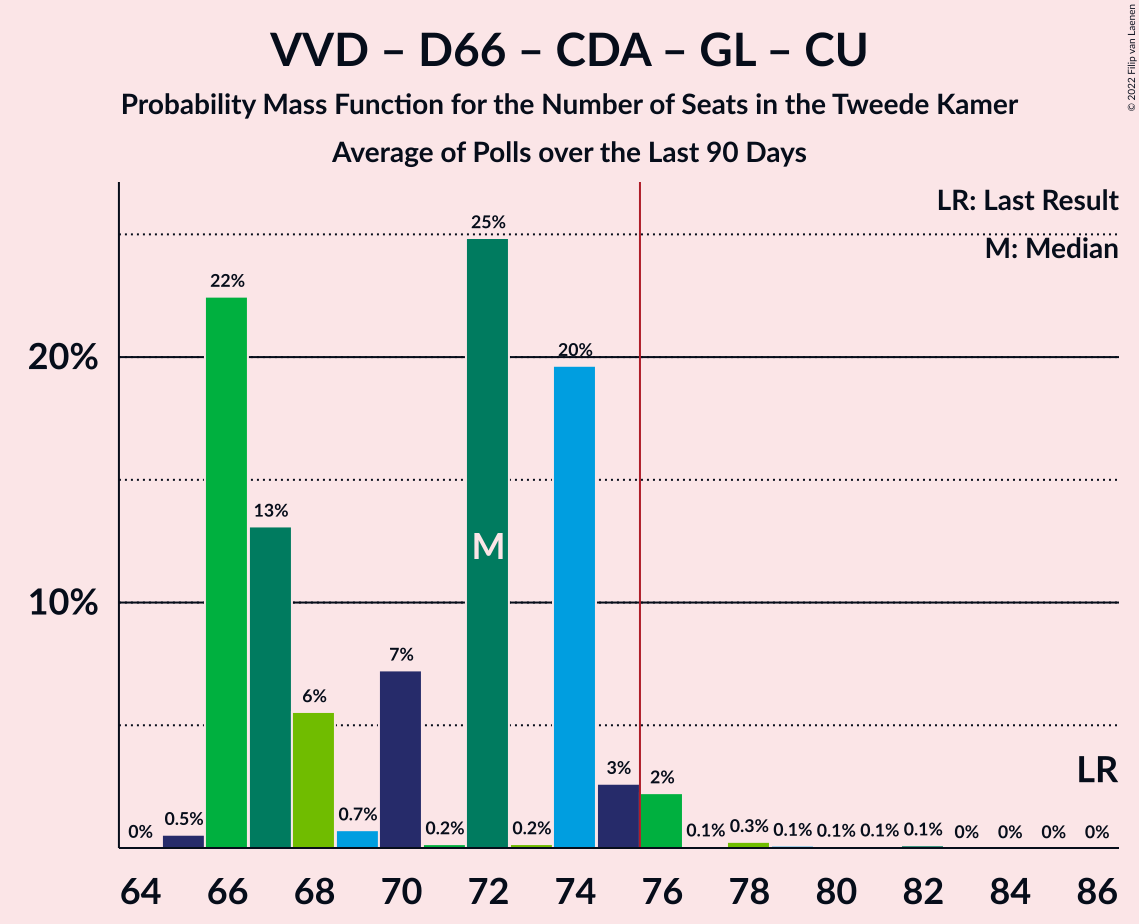 VVD – D66 – CDA – GL – CU
Probability Mass Function for the Number of Seats in the Tweede Kamer
Average of Polls over the Last 90 Days
© 2022 Filip van Laenen
LR: Last Result
M: Median
25%
22%
20%
20%
13%
M
10%
7%
6%
3%
2%
LR
0%
0.5%
0.7%
0.2%
0.2%
0.1%
0.3%
0.1%
0.1%
0.1%
0.1%
0%
0%
0%
0%
64 66 68 70 72 74 76 78 80 82 84 86